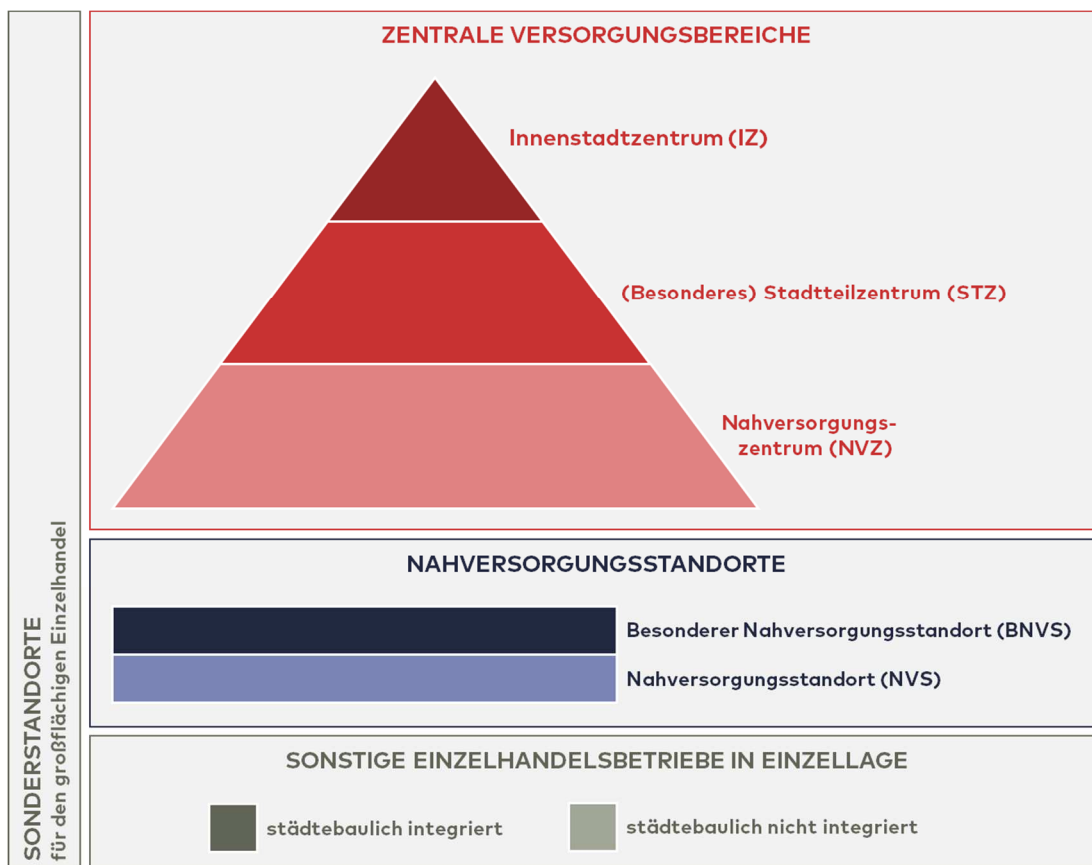 ZENTRALE VERSORGUNGSBEREICHE
Innenstadtzentrum (IZ)
(Besonderes) Stadtteilzentrum (STZ)
Nahversorgungs-
zentrum (NVZ)
NAHVERSORGUNGSSTANDORTE
Besonderer Nahversorgungsstandort (BNVS)
Nahversorgungsstandort (NVS)
SONSTIGE EINZELHANDELSBETRIEBE IN EINZELLAGE
städtebaulich integriert
städtebaulich nicht integriert
SONDERSTANDORTE
für den großflächigen Einzelhandel